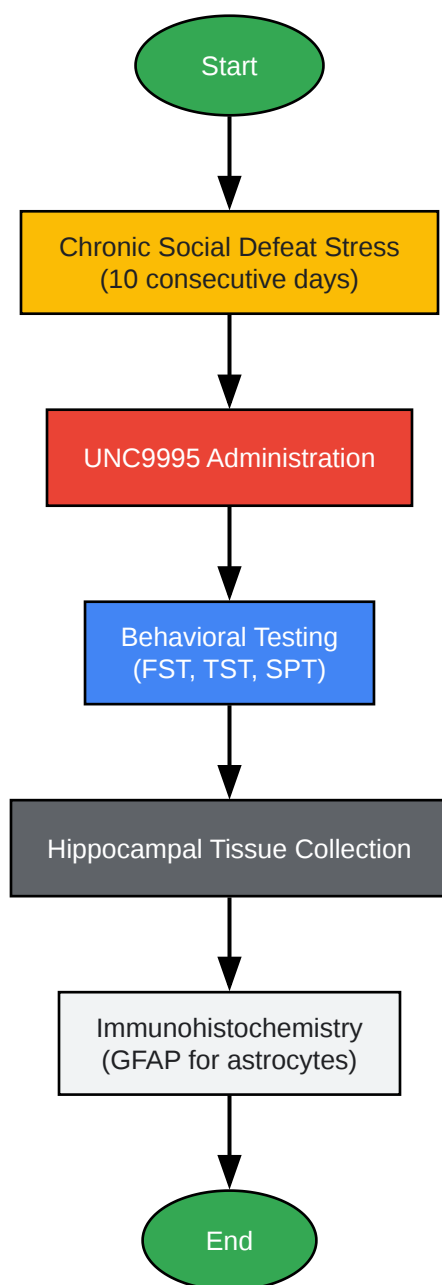 Start
Chronic Social Defeat Stress
(10 consecutive days)
UNC9995 Administration
Behavioral Testing
(FST, TST, SPT)
Hippocampal Tissue Collection
Immunohistochemistry
(GFAP for astrocytes)
End